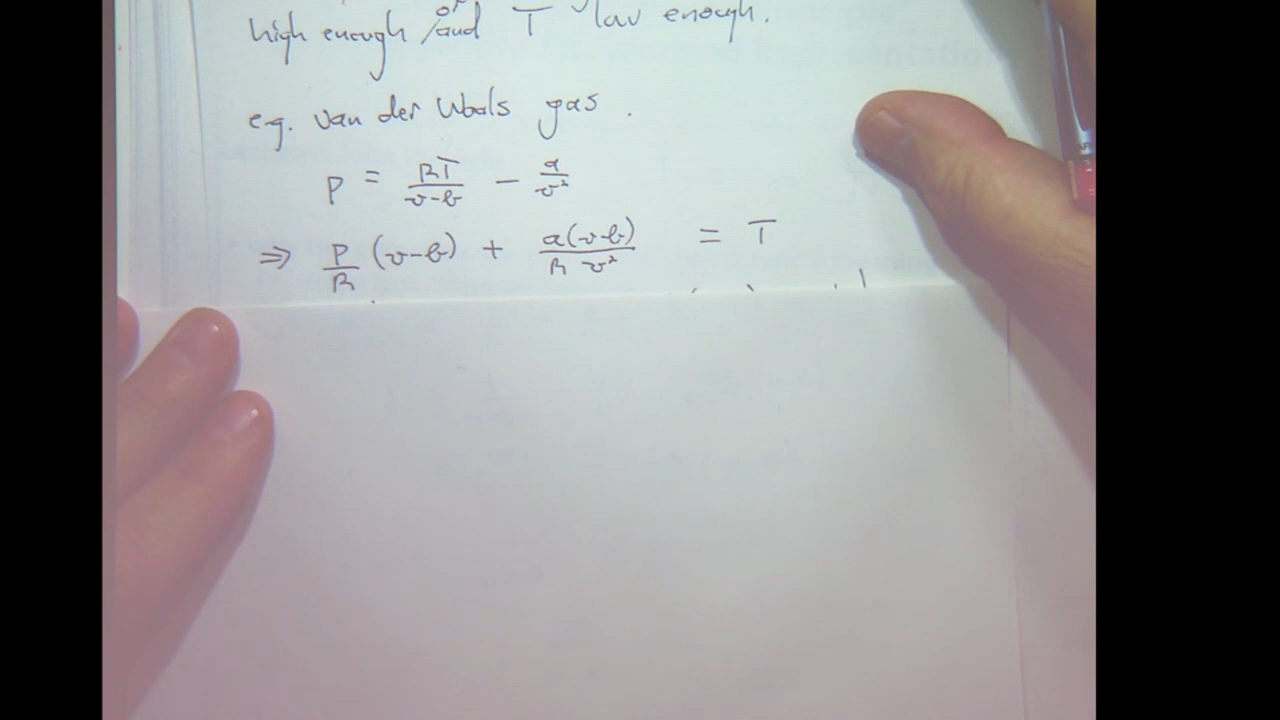 high enough or/and T low enough.
e.g. van der Waals gas.
P = RT/(v-b) - a/v²
⇒ P/R (v-b) + a(v-b)/(R v²) = T